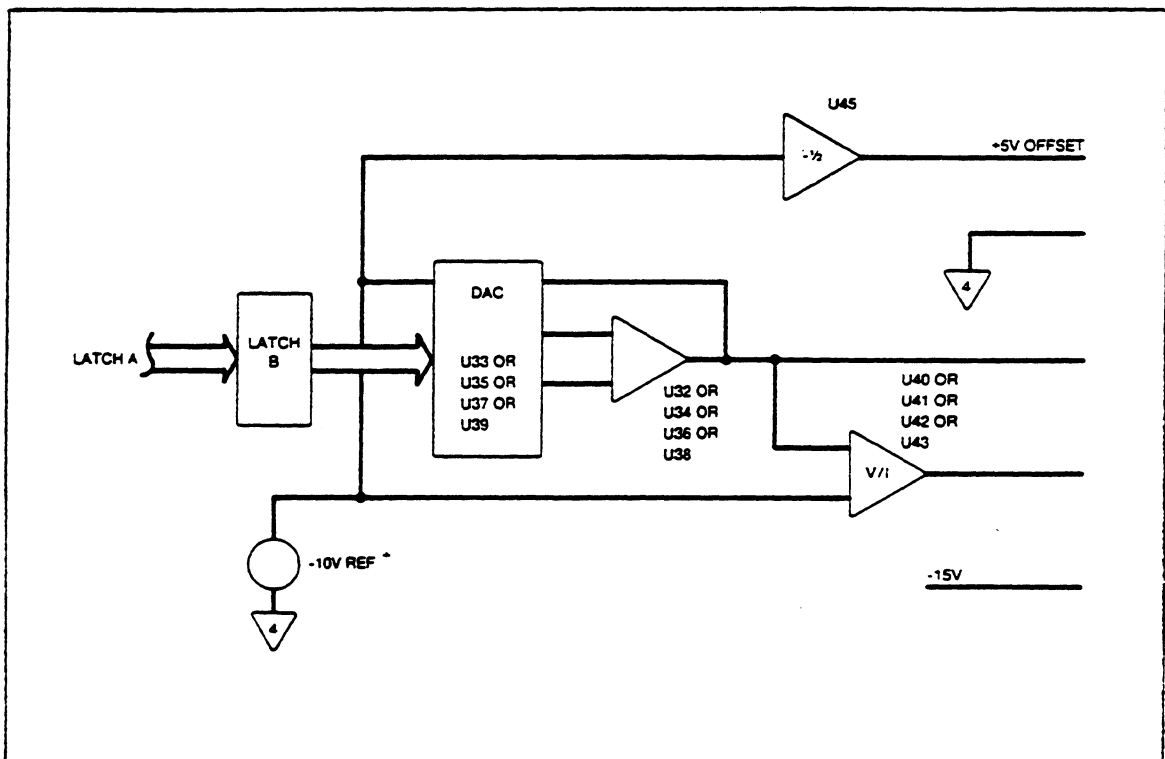 U45
-½
+5V OFFSET
4
DAC
LATCH A
LATCH
B
U33 OR
U35 OR
U37 OR
U39
U32 OR
U34 OR
U36 OR
U38
U40 OR
U41 OR
U42 OR
U43
V/I
-10V REF
4
-15V